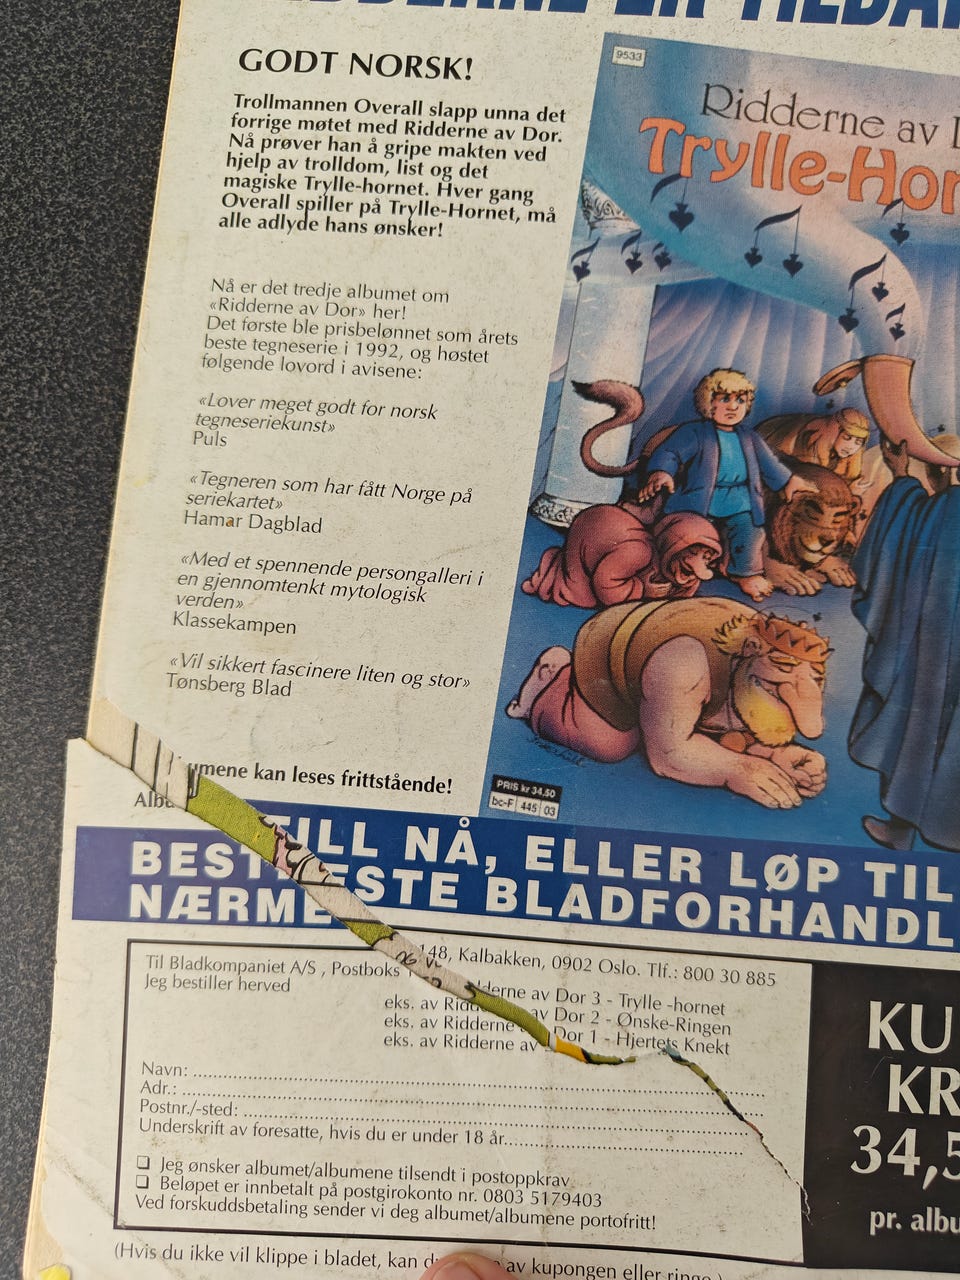 RIDDERNE ER TILBA
GODT NORSK!
Trollmannen Overall slapp unna det
forrige møtet med Ridderne av Dor.
Nå prøver han å gripe makten ved
hjelp av trolldom, list og det
magiske Trylle-hornet. Hver gang
Overall spiller på Trylle-Hornet, må
alle adlyde hans ønsker!
Nå er det tredje albumet om
«Ridderne av Dor» her!
Det første ble prisbelønnet som årets
beste tegneserie i 1992, og høstet
følgende lovord i avisene:
«Lover meget godt for norsk
tegneseriekunst»
Puls
«Tegneren som har fått Norge på
seriekartet»
Hamar Dagblad
«Med et spennende persongalleri i
en gjennomtenkt mytologisk
verden»
Klassekampen
«Vil sikkert fascinere liten og stor»
Tønsberg Blad
Albumene kan leses frittstående!
9533
Ridderne av D
Trylle-Hor
PRIS kr 34,50
bc-F 445 03
BESTILL NÅ, ELLER LØP TIL
NÆRMESTE BLADFORHANDL
Til Bladkompaniet A/S , Postboks 148, Kalbakken, 0902 Oslo. Tlf.: 800 30 885
Jeg bestiller herved
eks. av Ridderne av Dor 3 - Trylle -hornet
eks. av Ridderne av Dor 2 - Ønske-Ringen
eks. av Ridderne av Dor 1 - Hjertets Knekt
Navn:
Adr.:
Postnr./-sted:
Underskrift av foresatte, hvis du er under 18 år
❏ Jeg ønsker albumet/albumene tilsendt i postoppkrav
❏ Beløpet er innbetalt på postgirokonto nr. 0803 5179403
Ved forskuddsbetaling sender vi deg albumet/albumene portofritt!
KU
KR
34,5
pr. albu
(Hvis du ikke vil klippe i bladet, kan d av kupongen eller ringe.)